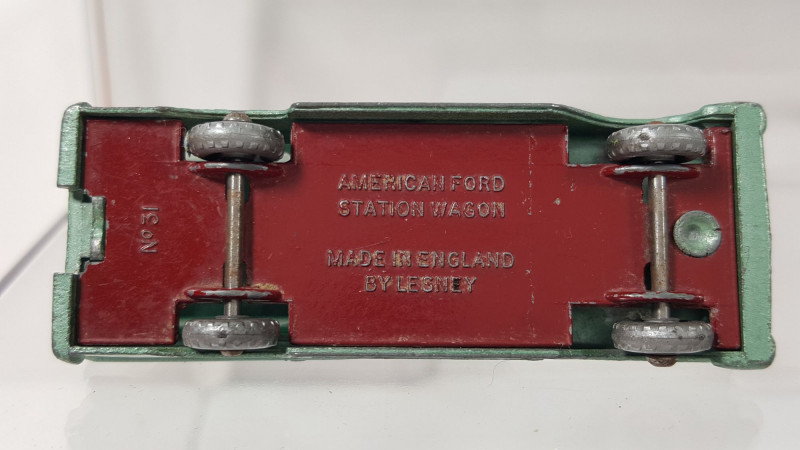 AMERICAN FORD
STATION WAGON
MADE IN ENGLAND
BY LESNEY
Nº 31